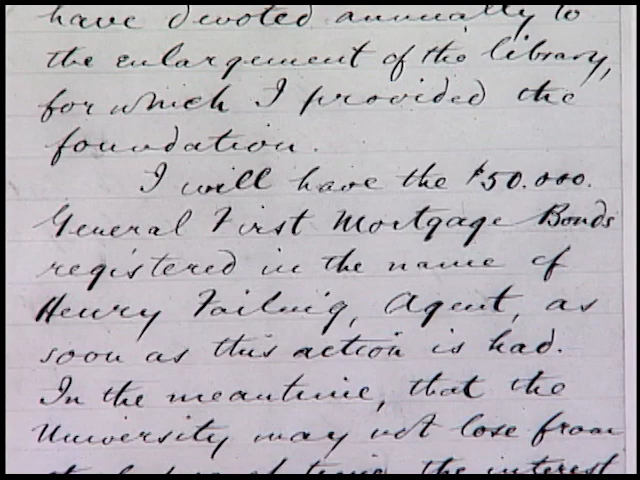 have devoted annually to
the enlargement of the library,
for which I provided the
foundation.
I will have the $50.000.
General First Mortgage Bonds
registered in the name of
Henry Failing, Agent, as
soon as this action is had.
In the meantime, that the
University may not lose from
the interest